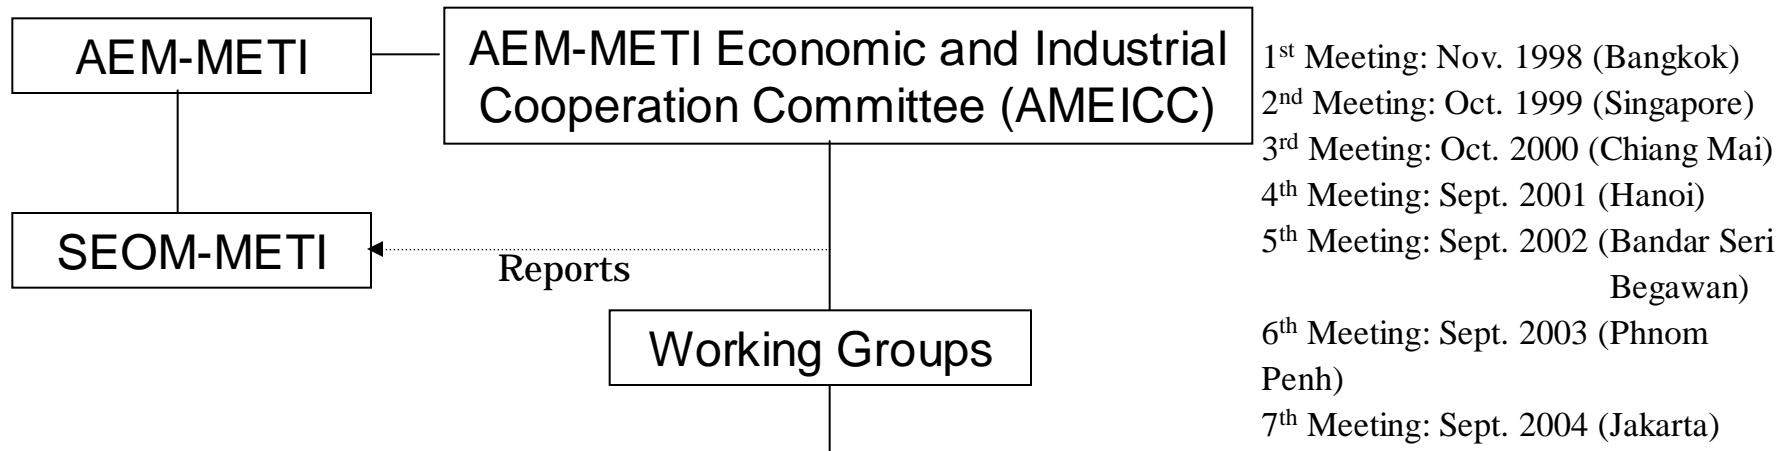 AEM-METI
AEM-METI Economic and Industrial
Cooperation Committee (AMEICC)
SEOM-METI
Reports
Working Groups
1st Meeting: Nov. 1998 (Bangkok)
2nd Meeting: Oct. 1999 (Singapore)
3rd Meeting: Oct. 2000 (Chiang Mai)
4th Meeting: Sept. 2001 (Hanoi)
5th Meeting: Sept. 2002 (Bandar Seri
Begawan)
6th Meeting: Sept. 2003 (Phnom
Penh)
7th Meeting: Sept. 2004 (Jakarta)